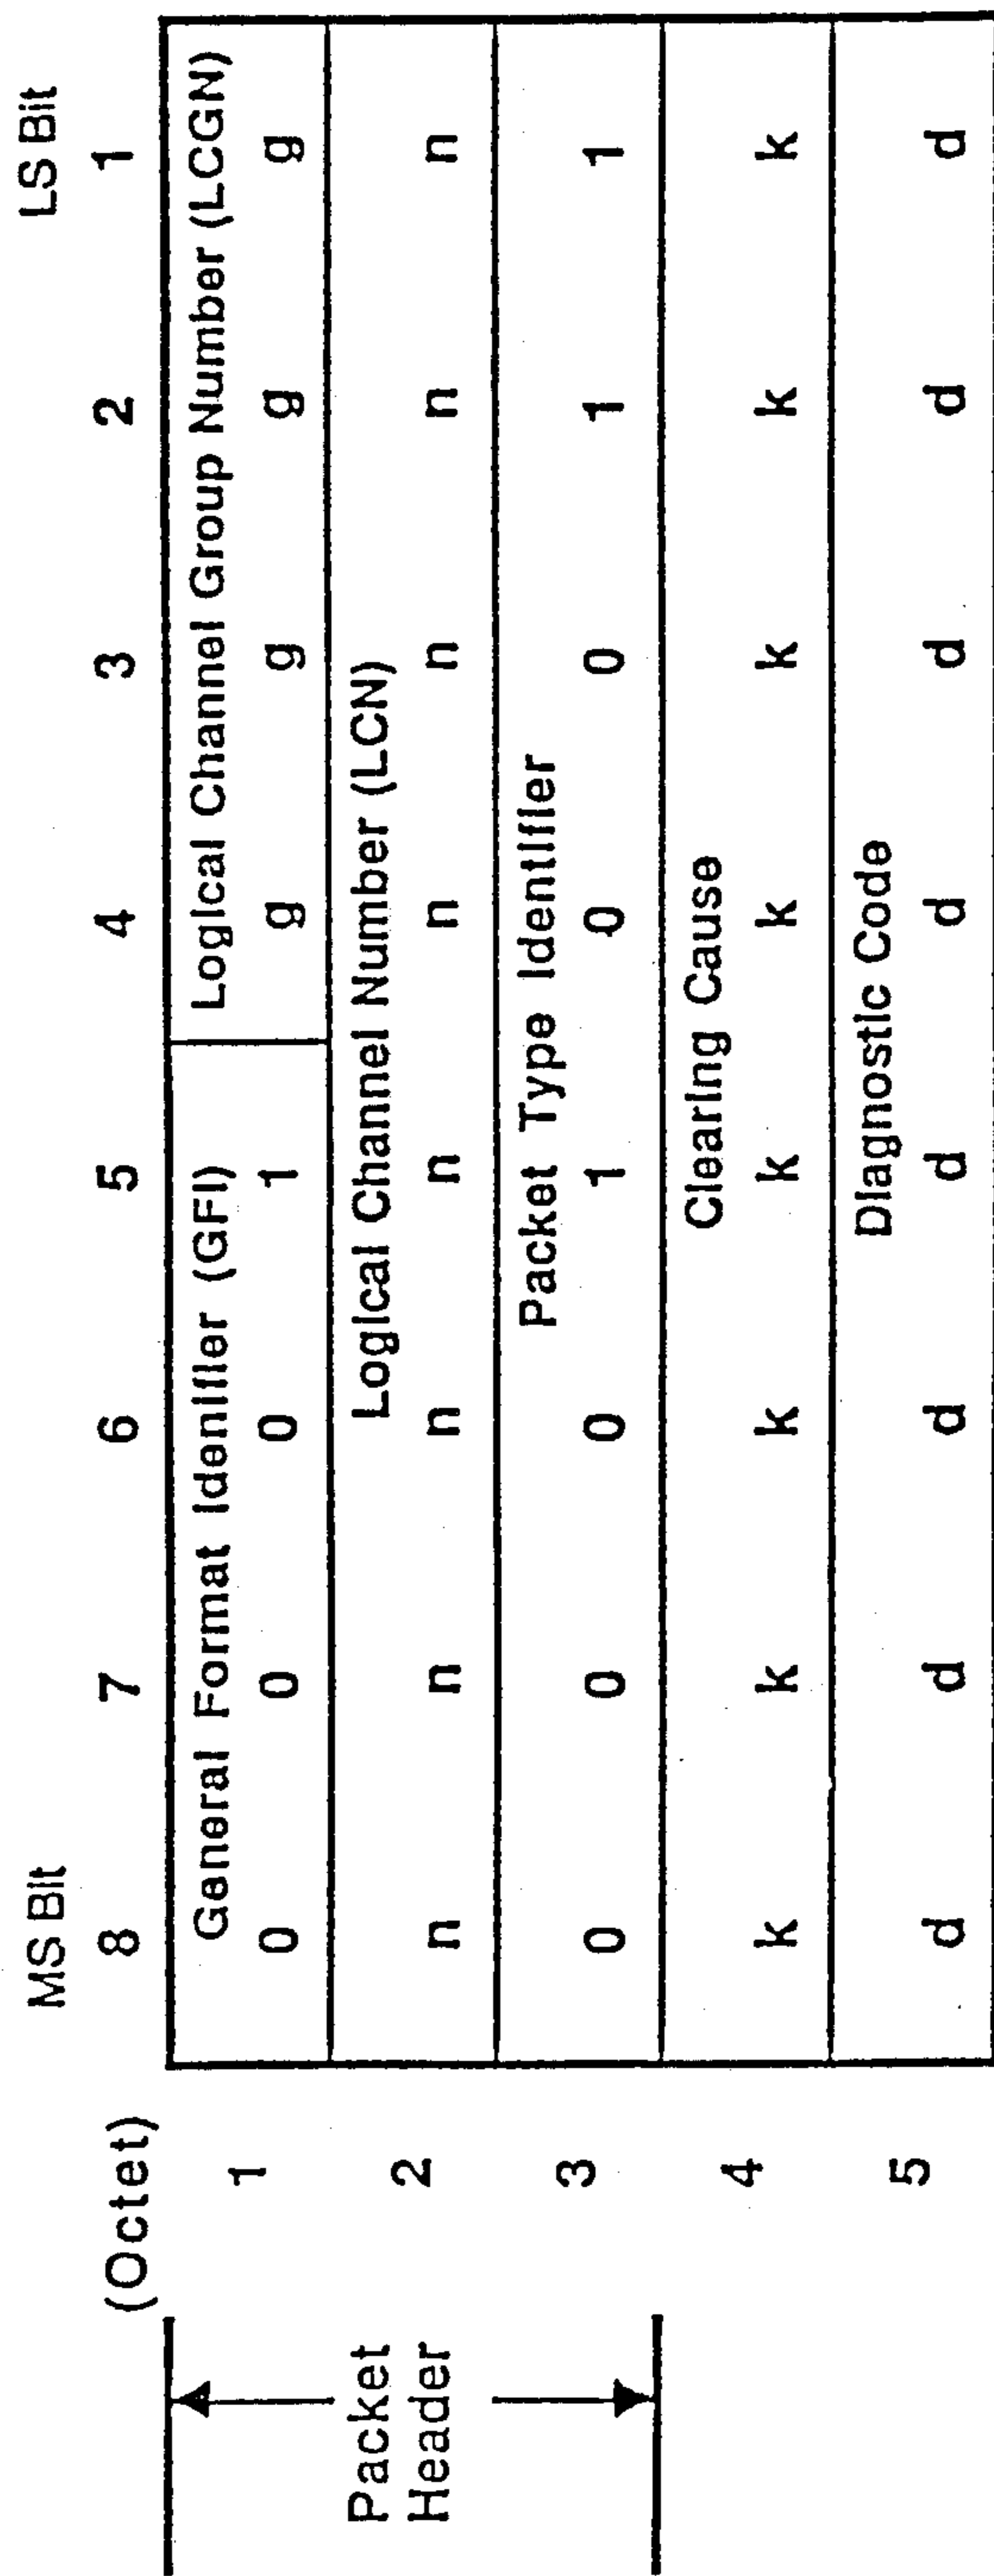 MS Bit LS Bit
(Octet) 8 7 6 5 4 3 2 1
General Format Identifier (GFI) Logical Channel Group Number (LCGN)
1 0 0 0 1 g g g g
Logical Channel Number (LCN)
2 n n n n n n n n
Packet Type Identifier
3 0 0 0 1 0 0 1 1
Clearing Cause
4 k k k k k k k k
Diagnostic Code
5 d d d d d d d d
Packet
Header